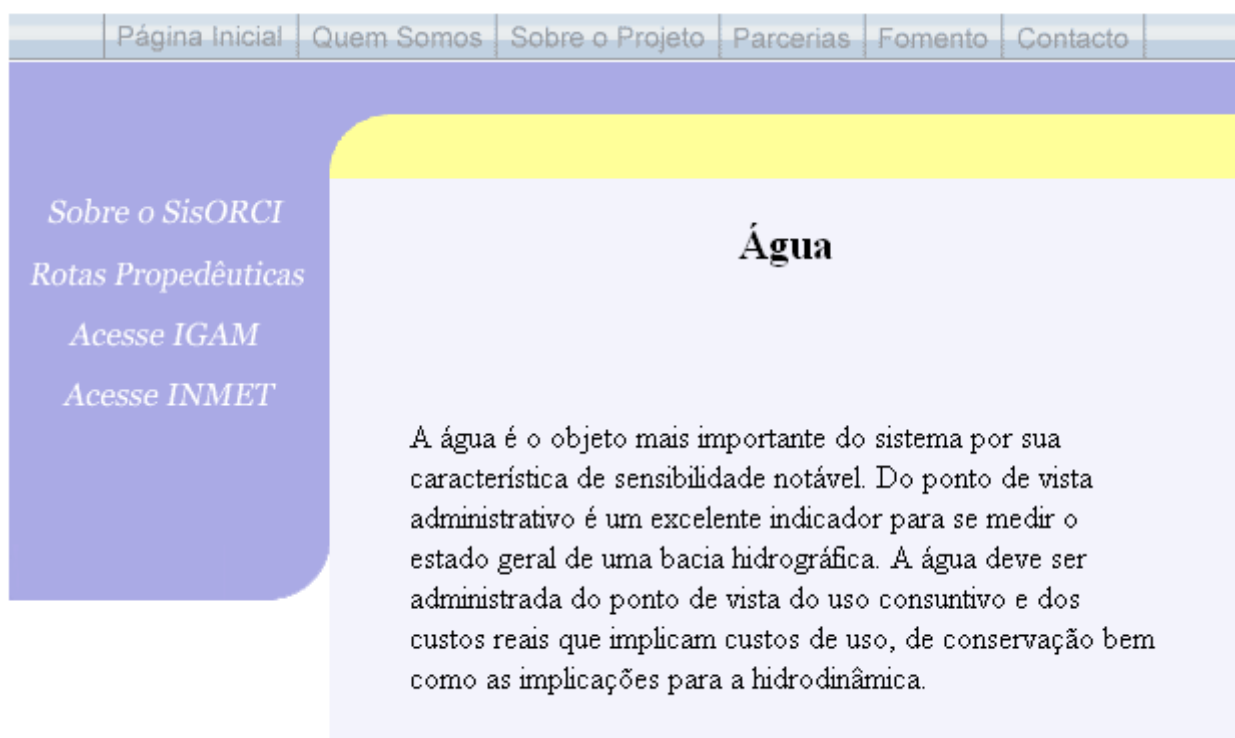 Página Inicial Quem Somos Sobre o Projeto Parcerias Fomento Contacto
Sobre o SisORCI
Rotas Propedêuticas
Acesse IGAM
Acesse INMET
Água
A água é o objeto mais importante do sistema por sua
característica de sensibilidade notável. Do ponto de vista
administrativo é um excelente indicador para se medir o
estado geral de uma bacia hidrográfica. A água deve ser
administrada do ponto de vista do uso consuntivo e dos
custos reais que implicam custos de uso, de conservação bem
como as implicações para a hidrodinâmica.